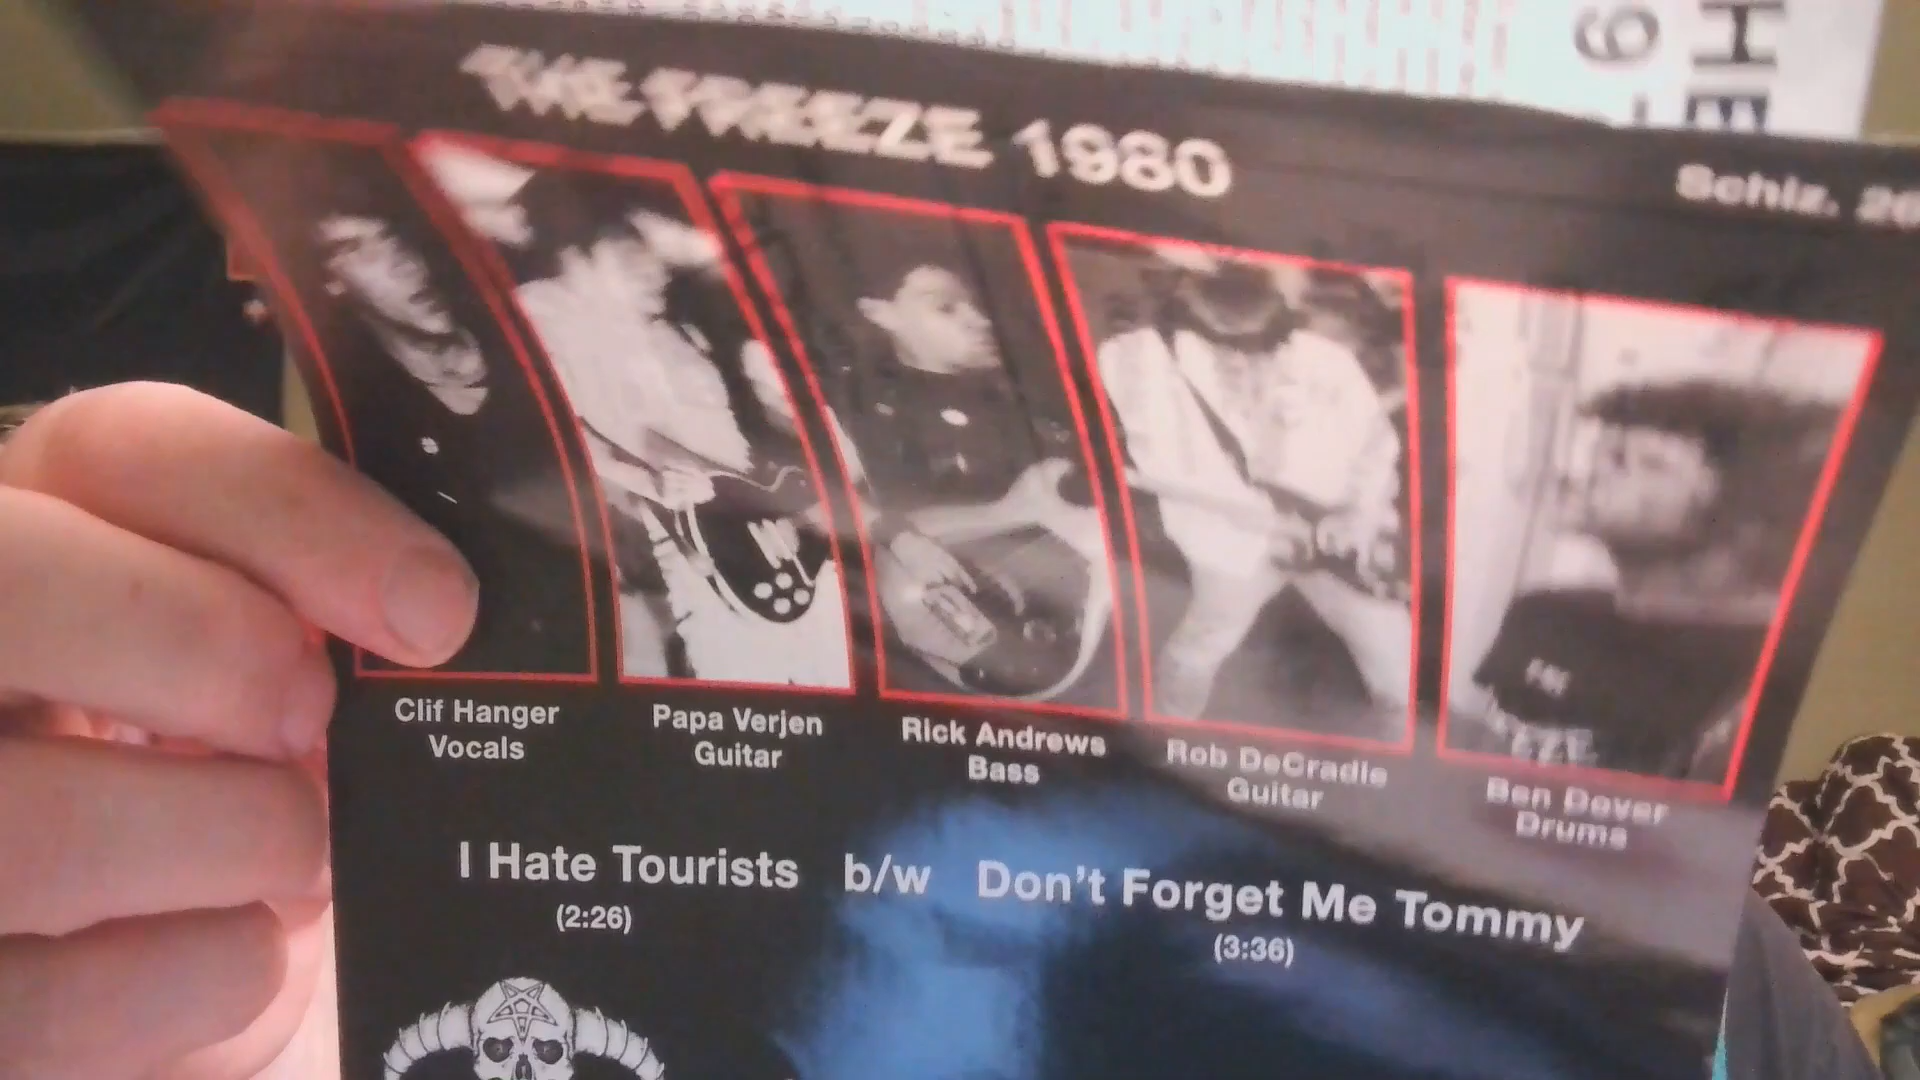 THE FREEZE 1980
Schiz. 26
Clif Hanger
Vocals
Papa Verjen
Guitar
Rick Andrews
Bass
Rob DeCradle
Guitar
Ben Dover
Drums
I Hate Tourists b/w Don't Forget Me Tommy
(2:26)
(3:36)
HE